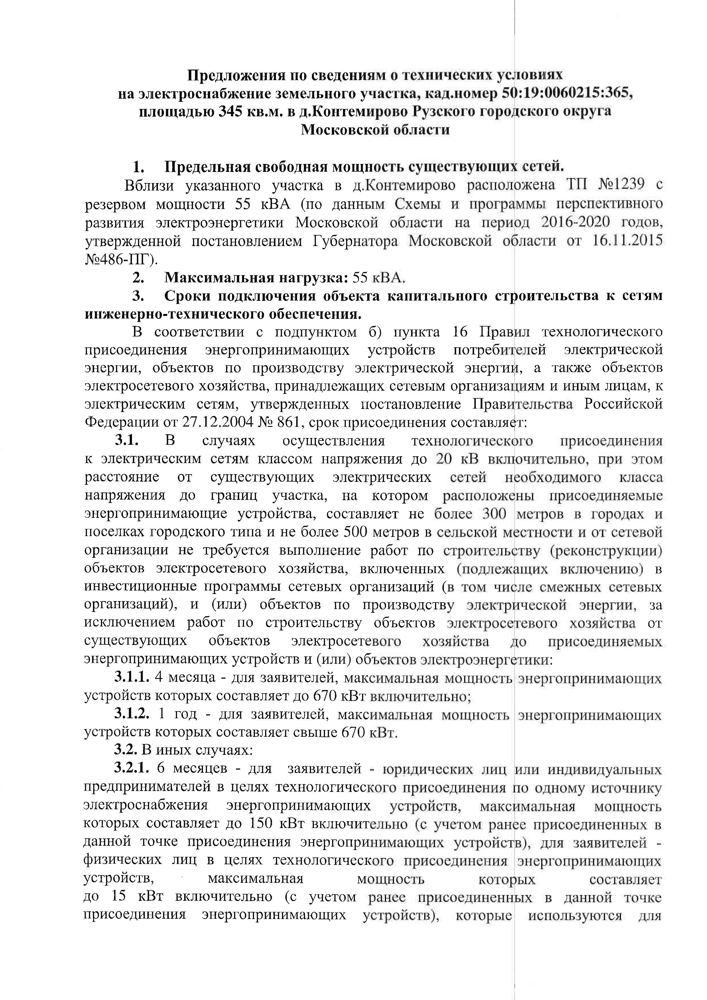 Предложения по сведениям о технических условиях
на электроснабжение земельного участка, кад.номер 50:19:0060215:365,
площадью 345 кв.м. в д.Контемирово Рузского городского округа
Московской области
1. Предельная свободная мощность существующих сетей.
Вблизи указанного участка в д.Контемирово расположена ТП №1239 с
резервом мощности 55 кВА (по данным Схемы и программы перспективного
развития электроэнергетики Московской области на период 2016-2020 годов,
утвержденной постановлением Губернатора Московской области от 16.11.2015
№486-ПГ).
2. Максимальная нагрузка: 55 кВА.
3. Сроки подключения объекта капитального строительства к сетям
инженерно-технического обеспечения.
В соответствии с подпунктом б) пункта 16 Правил технологического
присоединения энергопринимающих устройств потребителей электрической
энергии, объектов по производству электрической энергии, а также объектов
электросетевого хозяйства, принадлежащих сетевым организациям и иным лицам, к
электрическим сетям, утвержденных постановление Правительства Российской
Федерации от 27.12.2004 № 861, срок присоединения составляет:
3.1. В случаях осуществления технологического присоединения
к электрическим сетям классом напряжения до 20 кВ включительно, при этом
расстояние от существующих электрических сетей необходимого класса
напряжения до границ участка, на котором расположены присоединяемые
энергопринимающие устройства, составляет не более 300 метров в городах и
поселках городского типа и не более 500 метров в сельской местности и от сетевой
организации не требуется выполнение работ по строительству (реконструкции)
объектов электросетевого хозяйства, включенных (подлежащих включению) в
инвестиционные программы сетевых организаций (в том числе смежных сетевых
организаций), и (или) объектов по производству электрической энергии, за
исключением работ по строительству объектов электросетевого хозяйства от
существующих объектов электросетевого хозяйства до присоединяемых
энергопринимающих устройств и (или) объектов электроэнергетики:
3.1.1. 4 месяца - для заявителей, максимальная мощность энергопринимающих
устройств которых составляет до 670 кВт включительно;
3.1.2. 1 год - для заявителей, максимальная мощность энергопринимающих
устройств которых составляет свыше 670 кВт.
3.2. В иных случаях:
3.2.1. 6 месяцев - для заявителей - юридических лиц или индивидуальных
предпринимателей в целях технологического присоединения по одному источнику
электроснабжения энергопринимающих устройств, максимальная мощность
которых составляет до 150 кВт включительно (с учетом ранее присоединенных в
данной точке присоединения энергопринимающих устройств), для заявителей -
физических лиц в целях технологического присоединения энергопринимающих
устройств, максимальная мощность которых составляет
до 15 кВт включительно (с учетом ранее присоединенных в данной точке
присоединения энергопринимающих устройств), которые используются для